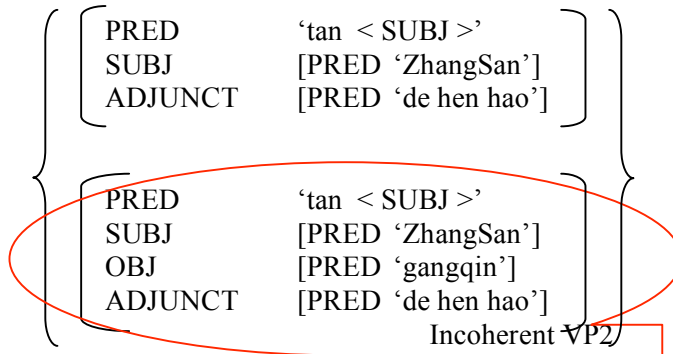 PRED ‘tan < SUBJ >’
SUBJ [PRED ‘ZhangSan’]
ADJUNCT [PRED ‘de hen hao’]
PRED ‘tan < SUBJ >’
SUBJ [PRED ‘ZhangSan’]
OBJ [PRED ‘gangqin’]
ADJUNCT [PRED ‘de hen hao’]
Incoherent VP2